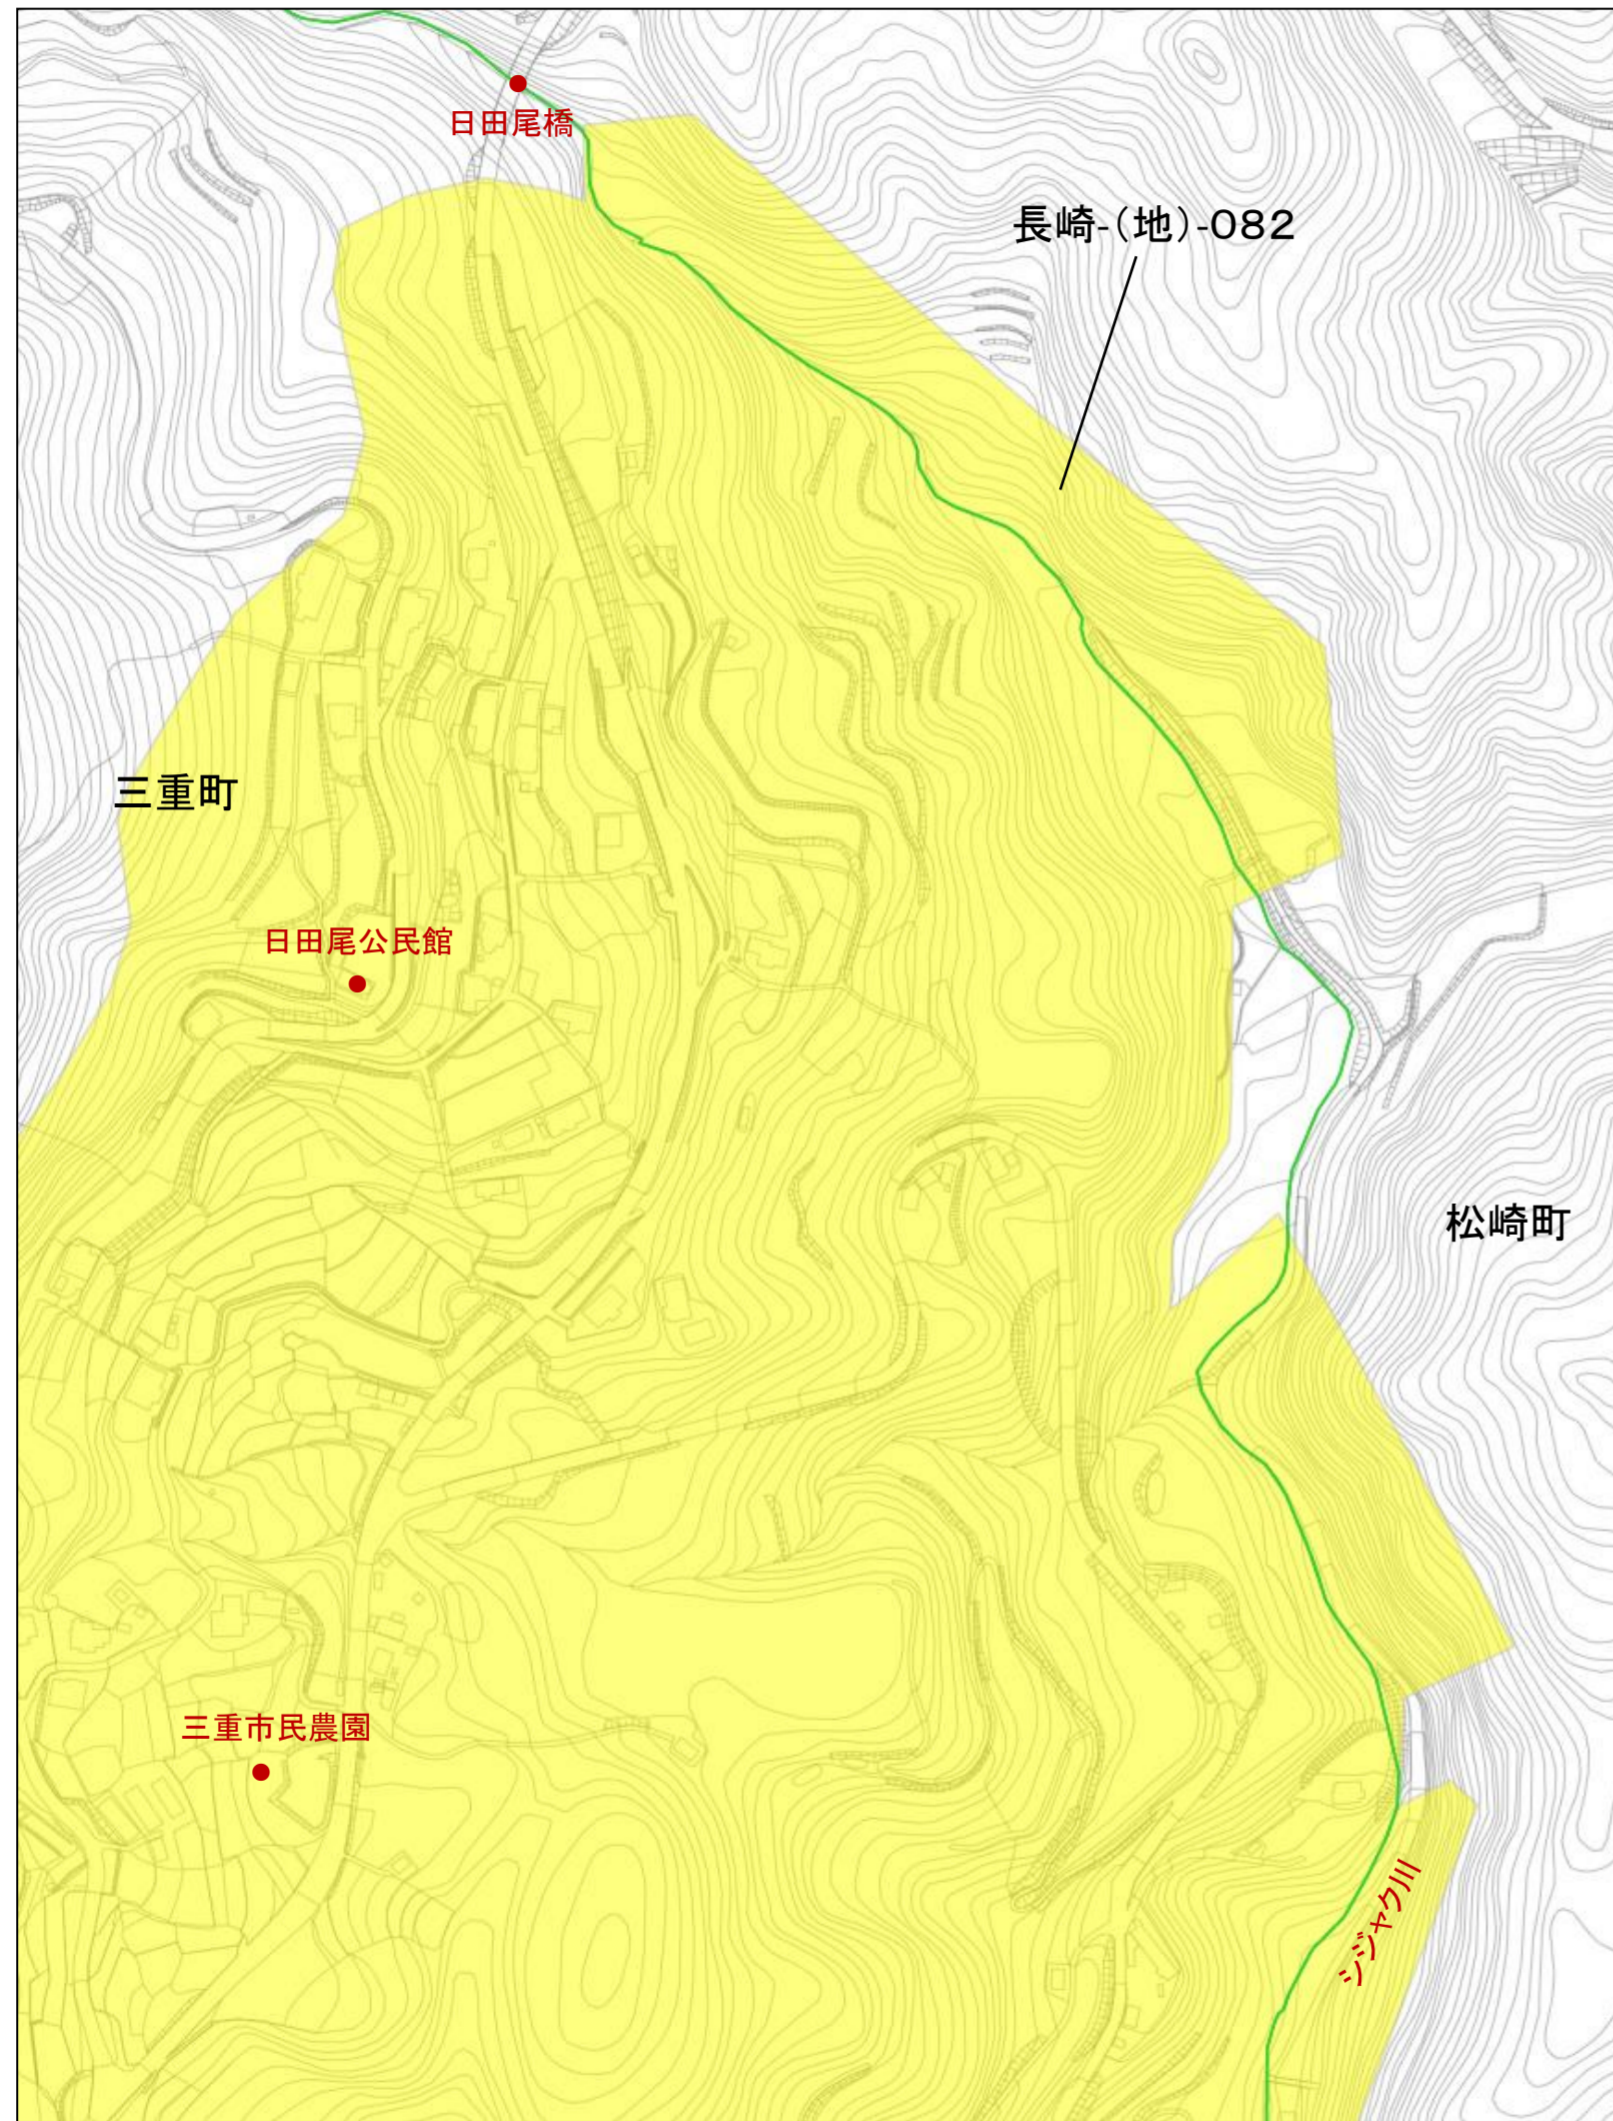 日田尾橋
長崎-(地)-082
三重町
日田尾公民館
松崎町
三重市民農園
シジャク川